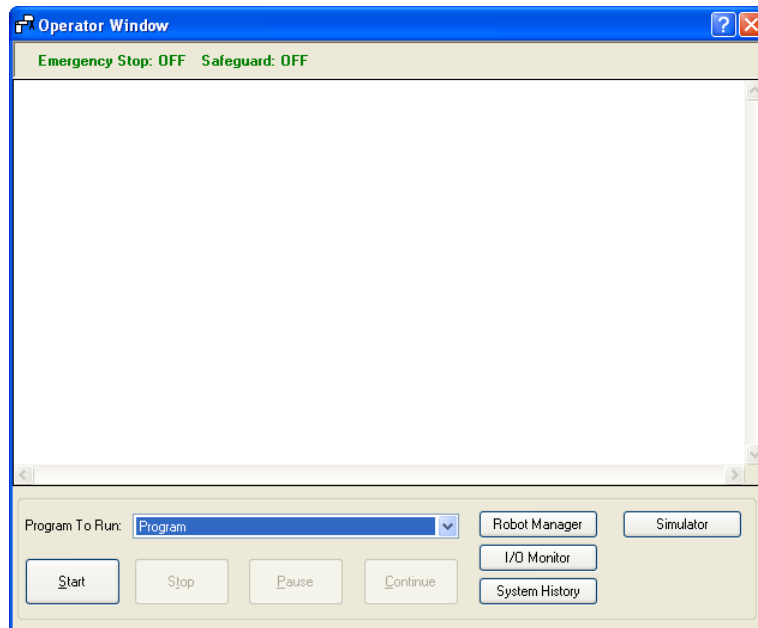 Operator Window
Emergency Stop: OFF Safeguard: OFF
Program To Run: Program Robot Manager Simulator
I/O Monitor
Start Stop Pause Continue System History